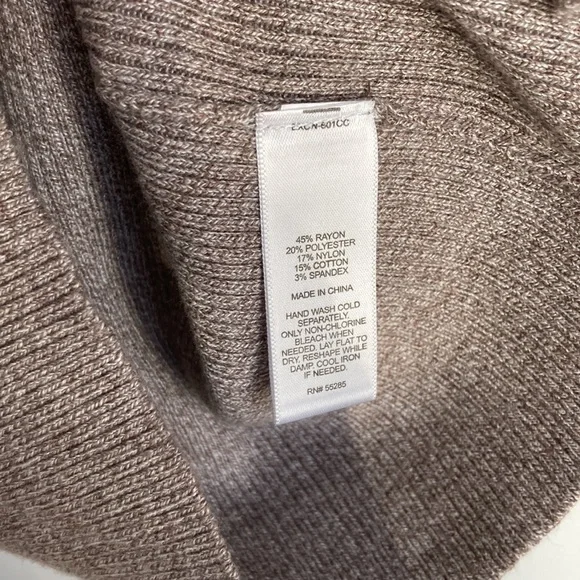 45% RAYON
20% POLYESTER
17% NYLON
15% COTTON
3% SPANDEX
MADE IN CHINA
HAND WASH COLD
SEPARATELY.
ONLY NON-CHLORINE
BLEACH WHEN
NEEDED. LAY FLAT TO
DRY. RESHAPE WHILE
DAMP. COOL IRON
IF NEEDED.
RN# 55285